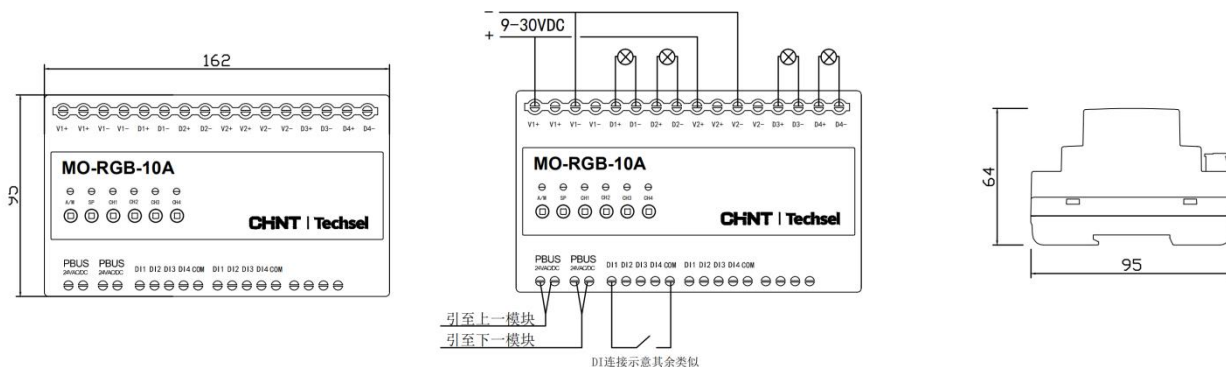 162
V1+ V1+ V1- V1- D1+ D1- D2+ D2- V2+ V2+ V2- V2- D3+ D3- D4+ D4-
95
MO-RGB-10A
A/M SP CH1 CH2 CH3 CH4
CHNT | Techsel
PBUS PBUS
24VAC/DC 24VAC/DC
DI1 DI2 DI3 DI4 COM DI1 DI2 DI3 DI4 COM
-
+ 9-30VDC
V1+ V1+ V1- V1- D1+ D1- D2+ D2- V2+ V2+ V2- V2- D3+ D3- D4+ D4-
MO-RGB-10A
A/M SP CH1 CH2 CH3 CH4
CHNT | Techsel
PBUS PBUS
24VAC/DC 24VAC/DC
DI1 DI2 DI3 DI4 COM DI1 DI2 DI3 DI4 COM
引至上一模块
引至下一模块
DI连接示意其余类似
64
95